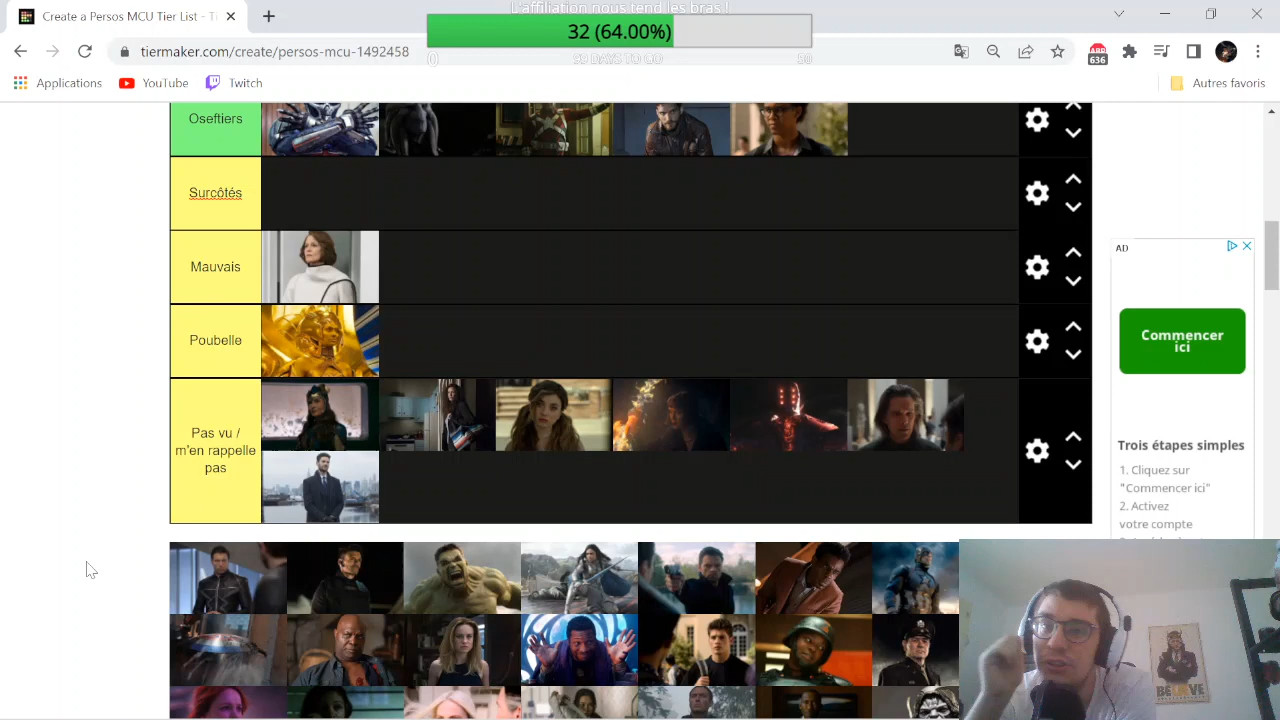 Create a Persos MCU Tier List - Ti
L'affiliation nous tend les bras !
32 (64.00%)
tiermaker.com/create/persos-mcu-1492458
636
Applications
YouTube
Twitch
Autres favoris
Oseftiers
Surcôtés
Mauvais
Poubelle
Pas vu /
m'en rappelle
pas
AD
Commencer
ici
Trois étapes simples
1. Cliquez sur
"Commencer ici"
2. Activez
votre compte
BELIEVE